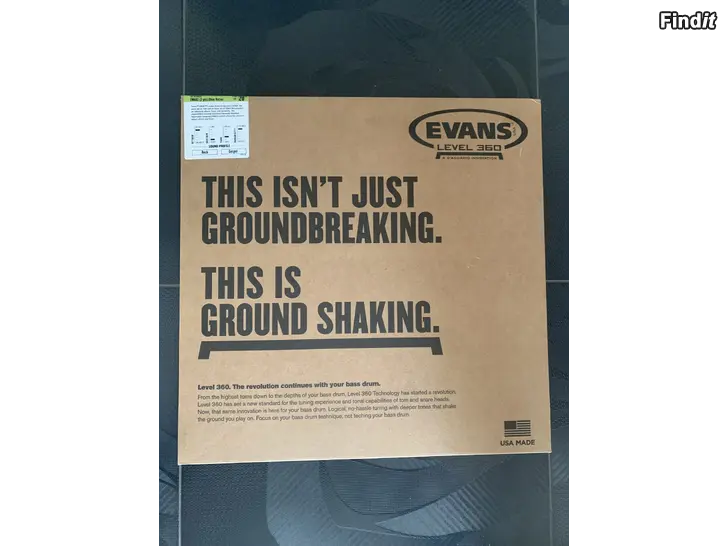 Findit
EVANS
LEVEL 360
THIS ISN'T JUST
GROUNDBREAKING.
THIS IS
GROUND SHAKING.
Level 360. The revolution continues with your bass drum.
From the highest toms down to the depths of your bass drum, Level 360 Technology has started a revolution.
Level 360 has set a new standard for the tuning experience and tonal capabilities of tom and snare heads.
Now, that same innovation is here for your bass drum. Logical, no-hassle tuning with deeper tones that shake
the ground you play on. Focus on your bass drum technique, not tuning your bass drum.
USA MADE